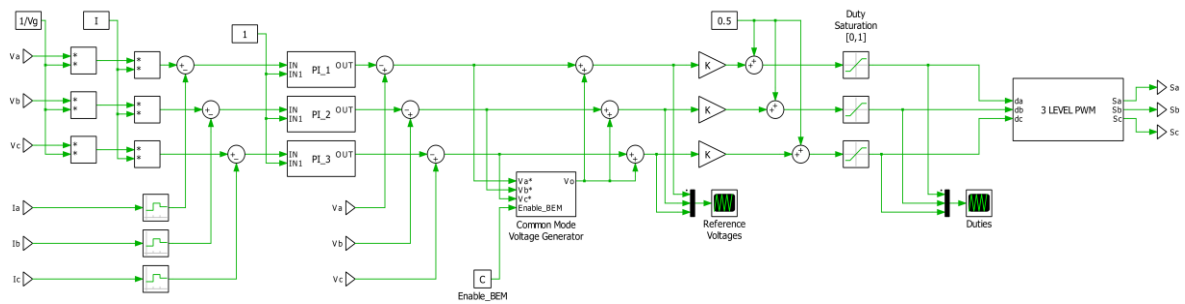 1/Vg
I
1
0.5
Duty
Saturation
[0,1]
Va
*
*
*
*
+
-
IN
IN1
OUT
PI_1
-
+
+
+
K
+
+
Vb
*
*
*
*
+
-
IN
IN1
OUT
PI_2
-
+
+
+
K
+
+
Vc
*
*
*
*
+
-
IN
IN1
OUT
PI_3
-
+
+
+
K
+
+
da
db
dc
3 LEVEL PWM
Sa
Sb
Sc
Sa
Sb
Sc
Ia
Ib
Ic
Va
Vb
Vc
Va*
Vb*
Vc*
Enable_BEM
Vo
Common Mode
Voltage Generator
C
Enable_BEM
Reference
Voltages
Duties